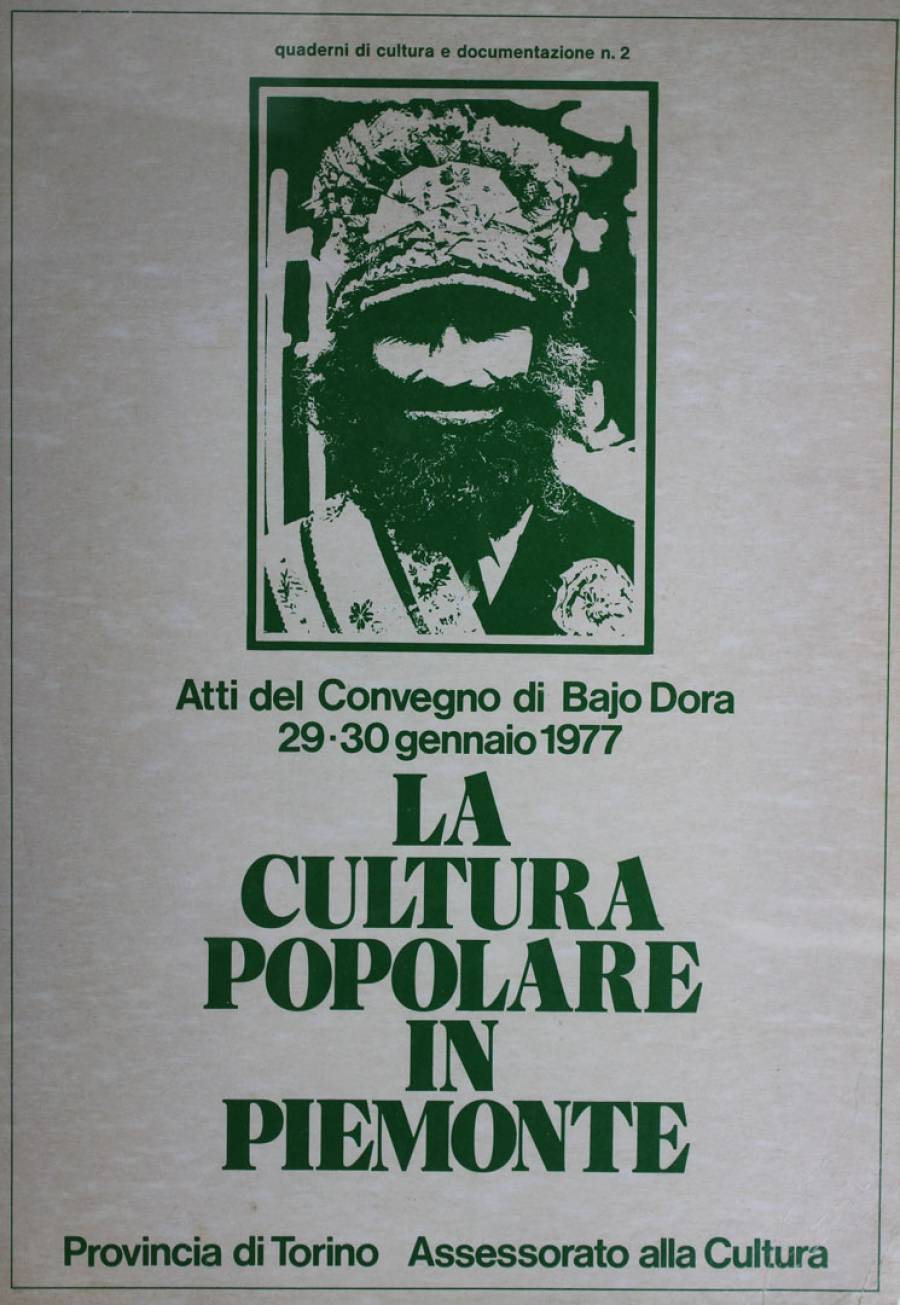 quaderni di cultura e documentazione n. 2
Atti del Convegno di Bajo Dora
29·30 gennaio 1977
LA
CULTURA
POPOLARE
IN
PIEMONTE
Provincia di Torino Assessorato alla Cultura